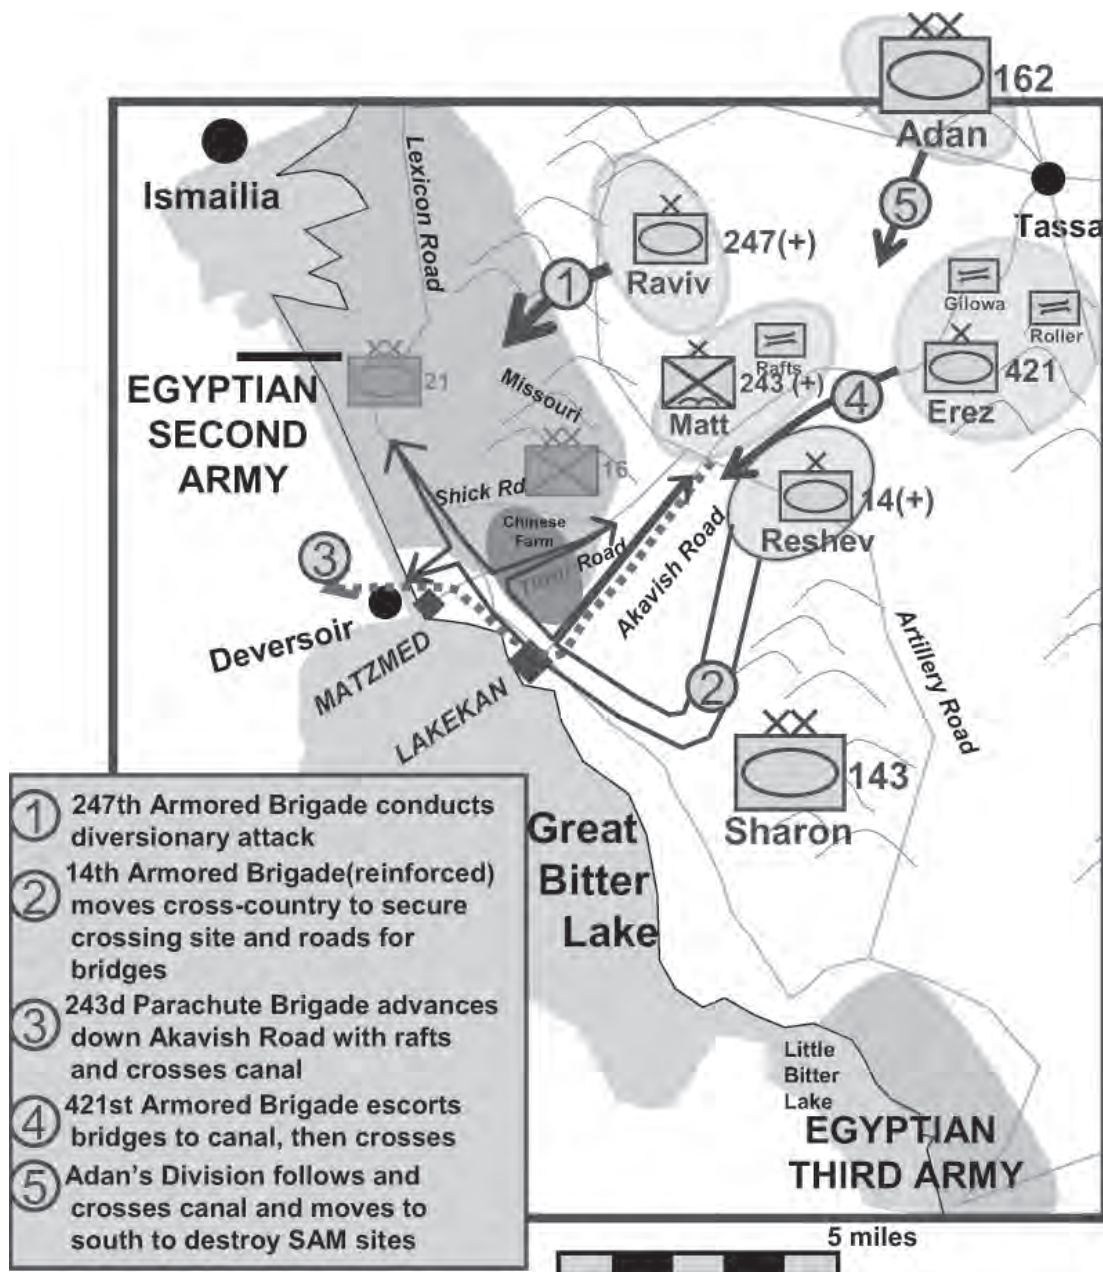 162
Adan
Ismailia
Lexicon Road
5
Tassa
247(+)
Raviv
1
Gilowa
Roller
Rafts
21
Missouri
243 (+)
Matt
4
421
Erez
EGYPTIAN
SECOND
ARMY
16
Shick Rd
Chinese
Farm
14(+)
Reshev
3
Road
Akavish Road
Deversoir
MATZMED
LAKEKAN
2
Artillery Road
143
Sharon
Great
Bitter
Lake
Little
Bitter
Lake
EGYPTIAN
THIRD ARMY
1 247th Armored Brigade conducts
diversionary attack
2 14th Armored Brigade(reinforced)
moves cross-country to secure
crossing site and roads for
bridges
3 243d Parachute Brigade advances
down Akavish Road with rafts
and crosses canal
4 421st Armored Brigade escorts
bridges to canal, then crosses
5 Adan's Division follows and
crosses canal and moves to
south to destroy SAM sites
5 miles